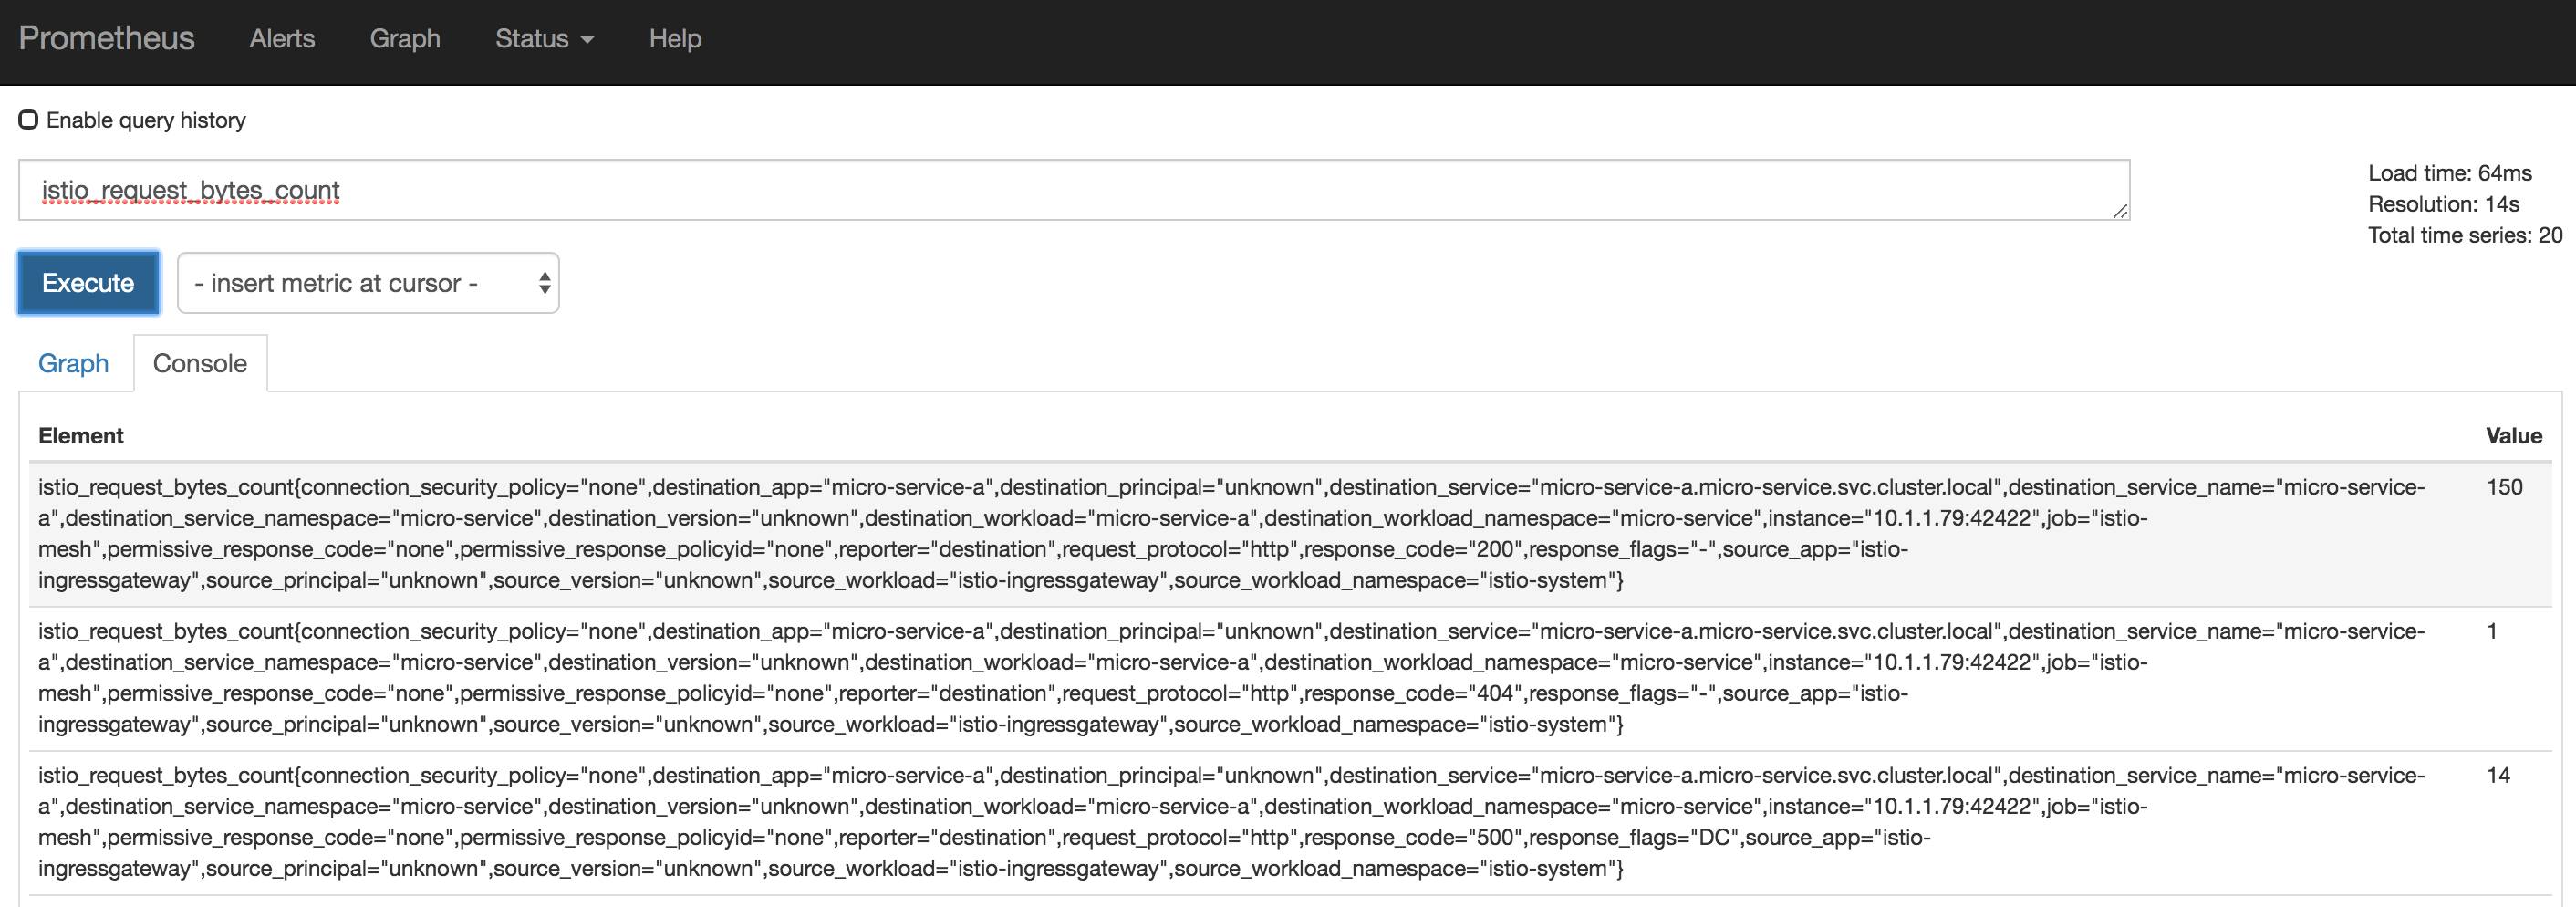 Prometheus Alerts Graph Status Help
Enable query history
istio_request_bytes_count
Load time: 64ms
Resolution: 14s
Total time series: 20
Execute - insert metric at cursor -
Graph Console
Element Value
istio_request_bytes_count{connection_security_policy="none",destination_app="micro-service-a",destination_principal="unknown",destination_service="micro-service-a.micro-service.svc.cluster.local",destination_service_name="micro-service- 150
a",destination_service_namespace="micro-service",destination_version="unknown",destination_workload="micro-service-a",destination_workload_namespace="micro-service",instance="10.1.1.79:42422",job="istio-
mesh",permissive_response_code="none",permissive_response_policyid="none",reporter="destination",request_protocol="http",response_code="200",response_flags="-",source_app="istio-
ingressgateway",source_principal="unknown",source_version="unknown",source_workload="istio-ingressgateway",source_workload_namespace="istio-system"}
istio_request_bytes_count{connection_security_policy="none",destination_app="micro-service-a",destination_principal="unknown",destination_service="micro-service-a.micro-service.svc.cluster.local",destination_service_name="micro-service- 1
a",destination_service_namespace="micro-service",destination_version="unknown",destination_workload="micro-service-a",destination_workload_namespace="micro-service",instance="10.1.1.79:42422",job="istio-
mesh",permissive_response_code="none",permissive_response_policyid="none",reporter="destination",request_protocol="http",response_code="404",response_flags="-",source_app="istio-
ingressgateway",source_principal="unknown",source_version="unknown",source_workload="istio-ingressgateway",source_workload_namespace="istio-system"}
istio_request_bytes_count{connection_security_policy="none",destination_app="micro-service-a",destination_principal="unknown",destination_service="micro-service-a.micro-service.svc.cluster.local",destination_service_name="micro-service- 14
a",destination_service_namespace="micro-service",destination_version="unknown",destination_workload="micro-service-a",destination_workload_namespace="micro-service",instance="10.1.1.79:42422",job="istio-
mesh",permissive_response_code="none",permissive_response_policyid="none",reporter="destination",request_protocol="http",response_code="500",response_flags="DC",source_app="istio-
ingressgateway",source_principal="unknown",source_version="unknown",source_workload="istio-ingressgateway",source_workload_namespace="istio-system"}